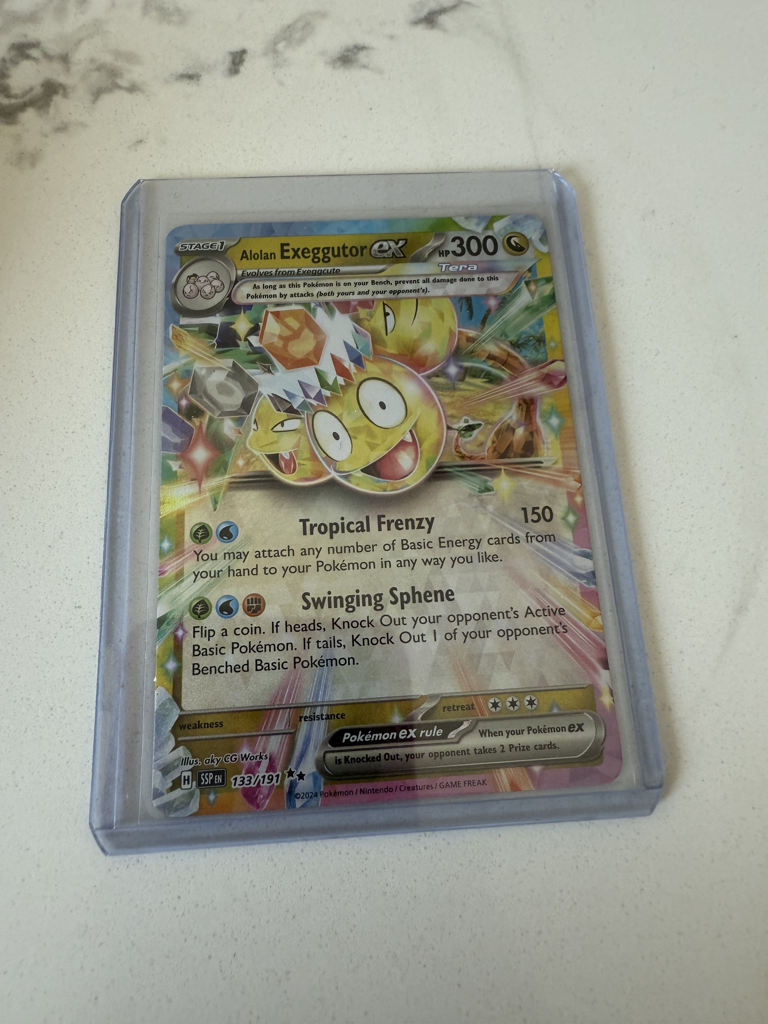 STAGE1 Alolan Exeggutor ex HP300
Evolves from Exeggcute Tera
As long as this Pokémon is on your Bench, prevent all damage done to this
Pokémon by attacks (both yours and your opponent's).
Tropical Frenzy 150
You may attach any number of Basic Energy cards from
your hand to your Pokémon in any way you like.
Swinging Sphene
Flip a coin. If heads, Knock Out your opponent's Active
Basic Pokémon. If tails, Knock Out 1 of your opponent's
Benched Basic Pokémon.
weakness resistance retreat
Pokémon ex rule When your Pokémon ex
is Knocked Out, your opponent takes 2 Prize cards.
Illus. aky CG Works
H SSP EN 133/191
©2024 Pokémon / Nintendo / Creatures / GAME FREAK